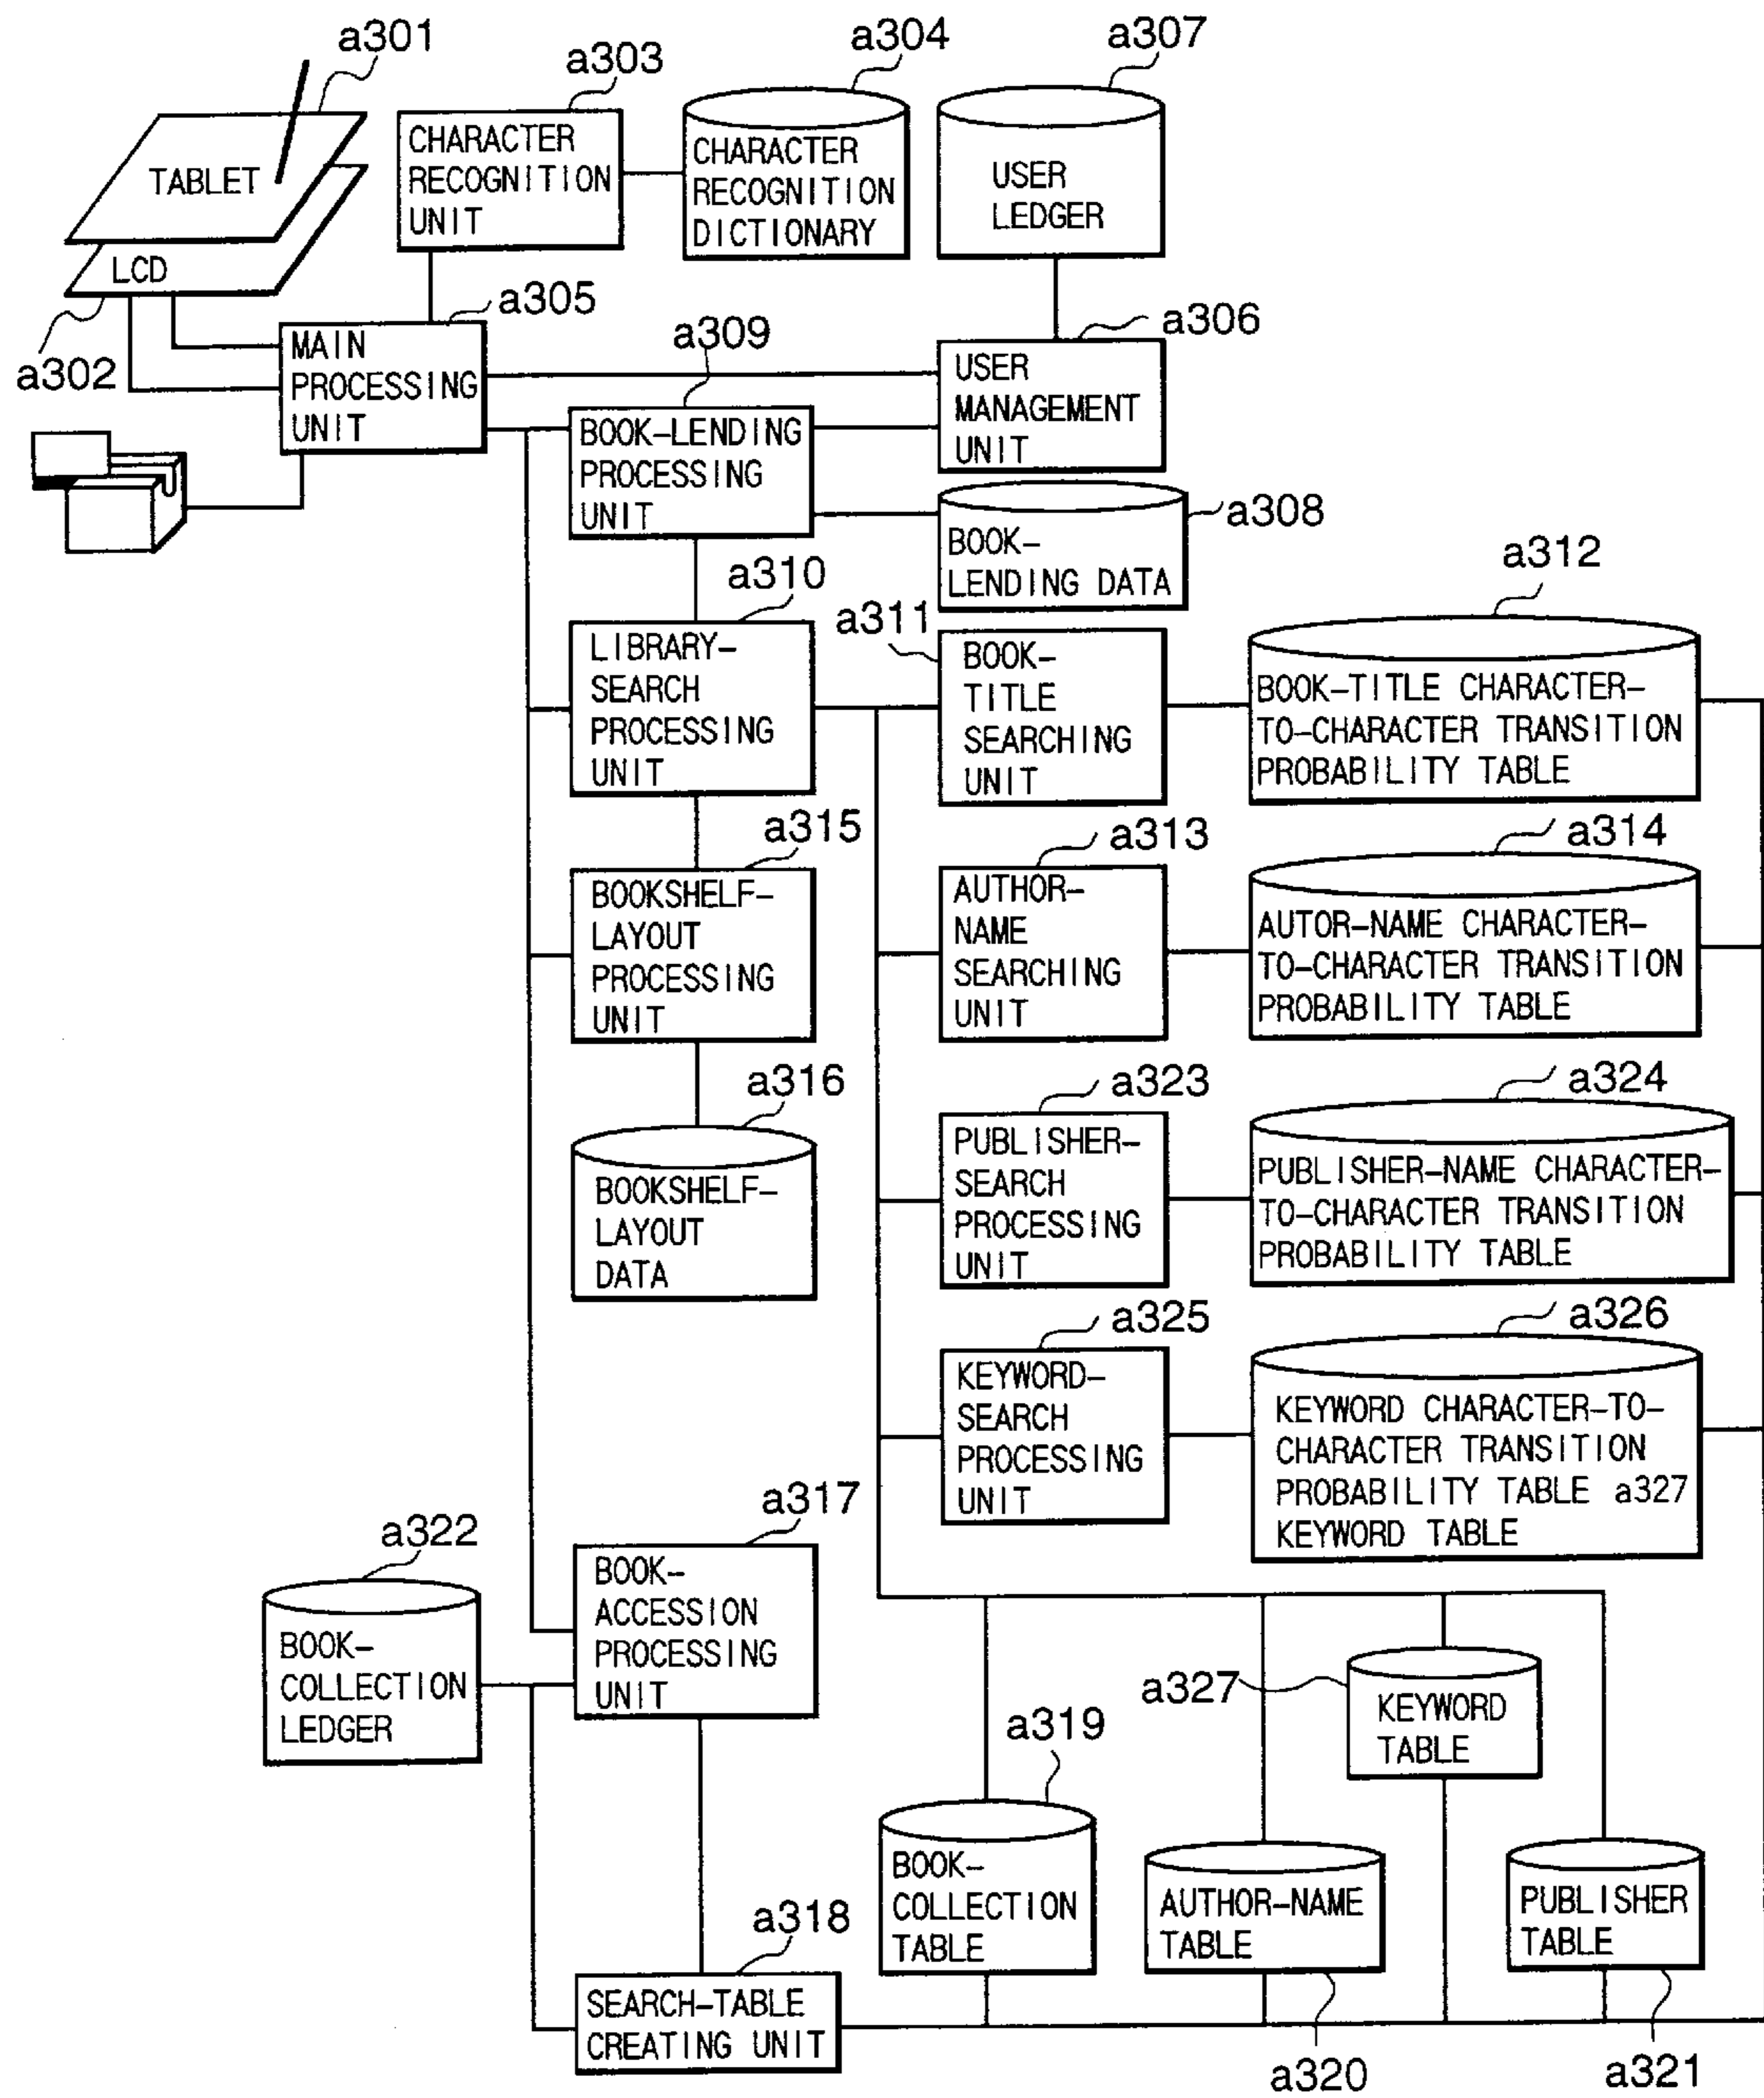 a301
a303
a304
a307
TABLET
CHARACTER
RECOGNITION
UNIT
CHARACTER
RECOGNITION
DICTIONARY
USER
LEDGER
LCD
a302
a305
MAIN
PROCESSING
UNIT
a309
BOOK-LENDING
PROCESSING
UNIT
a306
USER
MANAGEMENT
UNIT
a308
BOOK-
LENDING DATA
a310
LIBRARY-
SEARCH
PROCESSING
UNIT
a311
BOOK-
TITLE
SEARCHING
UNIT
a312
BOOK-TITLE CHARACTER-
TO-CHARACTER TRANSITION
PROBABILITY TABLE
a315
BOOKSHELF-
LAYOUT
PROCESSING
UNIT
a313
AUTHOR-
NAME
SEARCHING
UNIT
a314
AUTOR-NAME CHARACTER-
TO-CHARACTER TRANSITION
PROBABILITY TABLE
a316
BOOKSHELF-
LAYOUT
DATA
a323
PUBLISHER-
SEARCH
PROCESSING
UNIT
a324
PUBLISHER-NAME CHARACTER-
TO-CHARACTER TRANSITION
PROBABILITY TABLE
a325
KEYWORD-
SEARCH
PROCESSING
UNIT
a326
KEYWORD CHARACTER-TO-
CHARACTER TRANSITION
PROBABILITY TABLE a327
KEYWORD TABLE
a322
BOOK-
COLLECTION
LEDGER
a317
BOOK-
ACCESSION
PROCESSING
UNIT
a327
KEYWORD
TABLE
a319
BOOK-
COLLECTION
TABLE
AUTHOR-NAME
TABLE
PUBLISHER
TABLE
a318
SEARCH-TABLE
CREATING UNIT
a320
a321